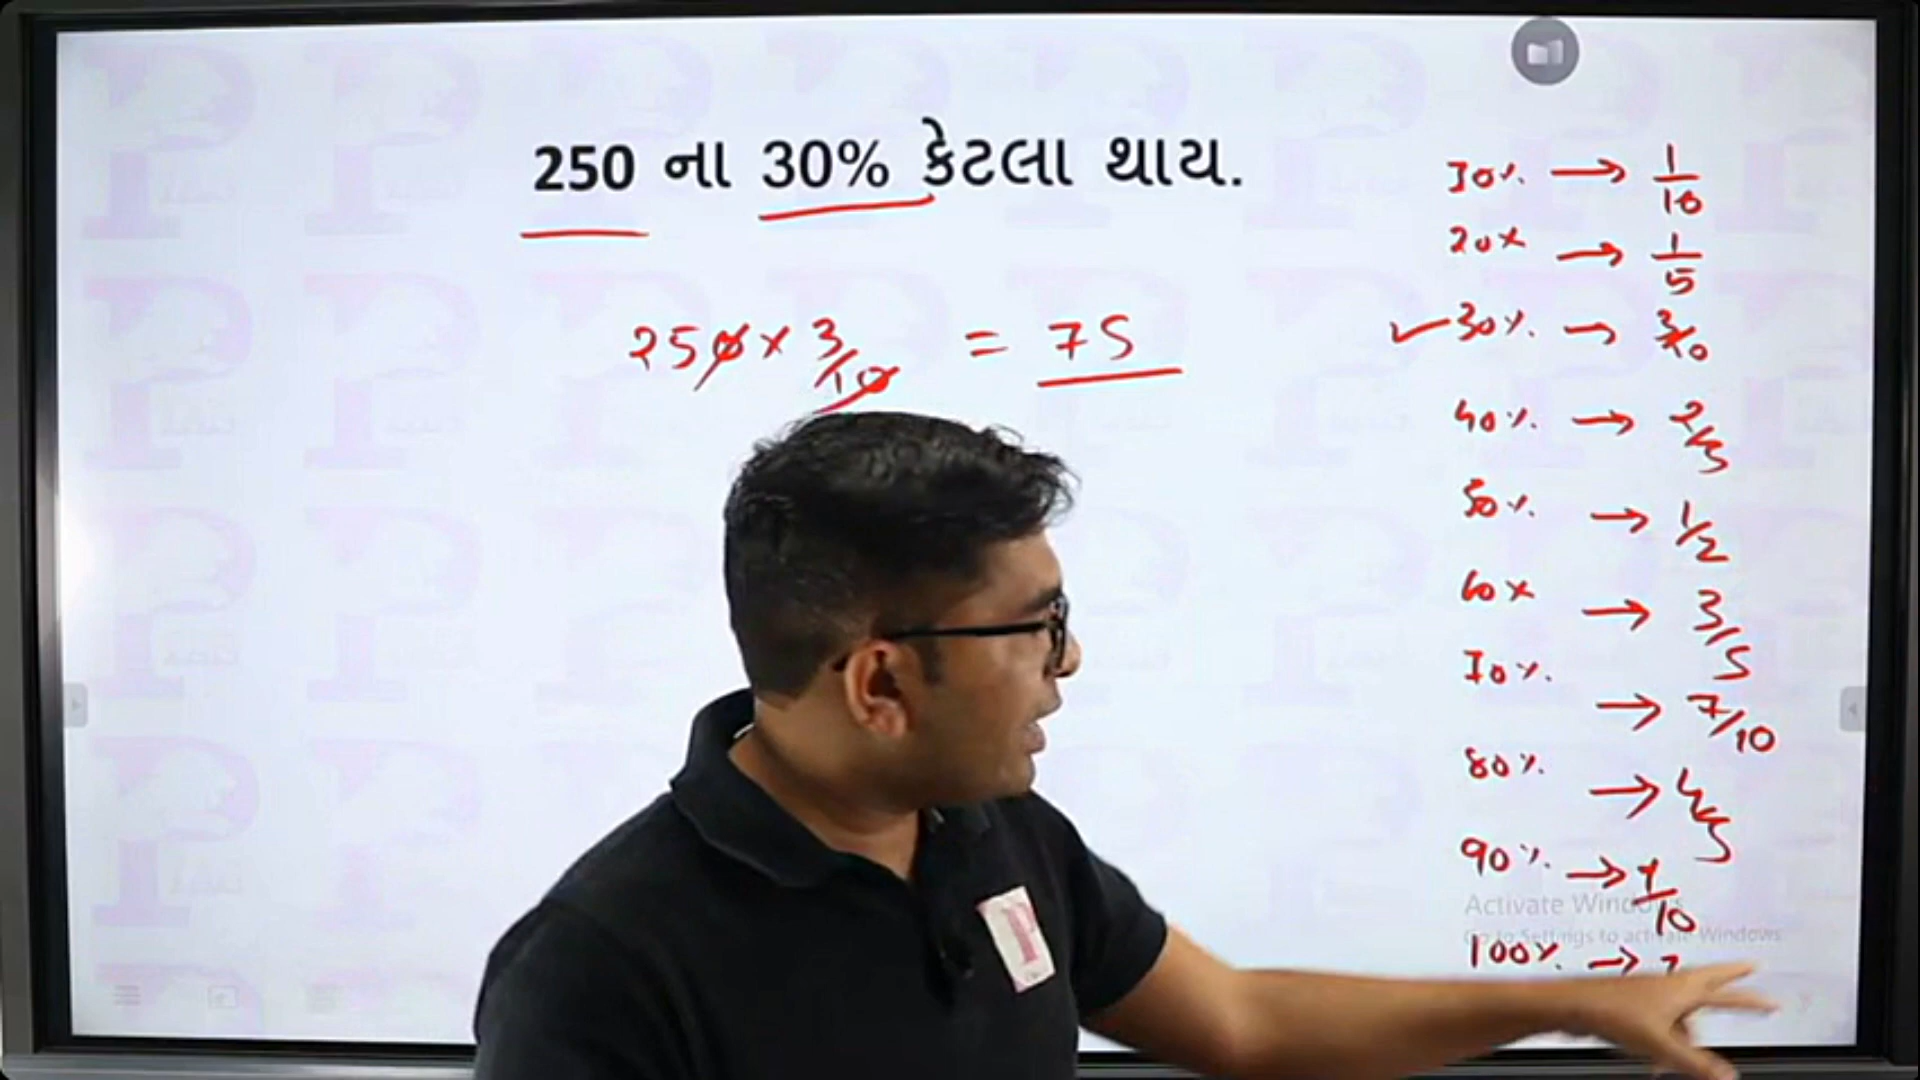 250 ના 30% કેટલા થાય.
250 x 3/10 = 75
10% → 1/10
20% → 1/5
✓30% → 3/10
40% → 2/5
50% → 1/2
60% → 3/5
70% → 7/10
80% → 4/5
90% → 9/10
Activate Windows
Go to Settings to activate Windows
100% →
P